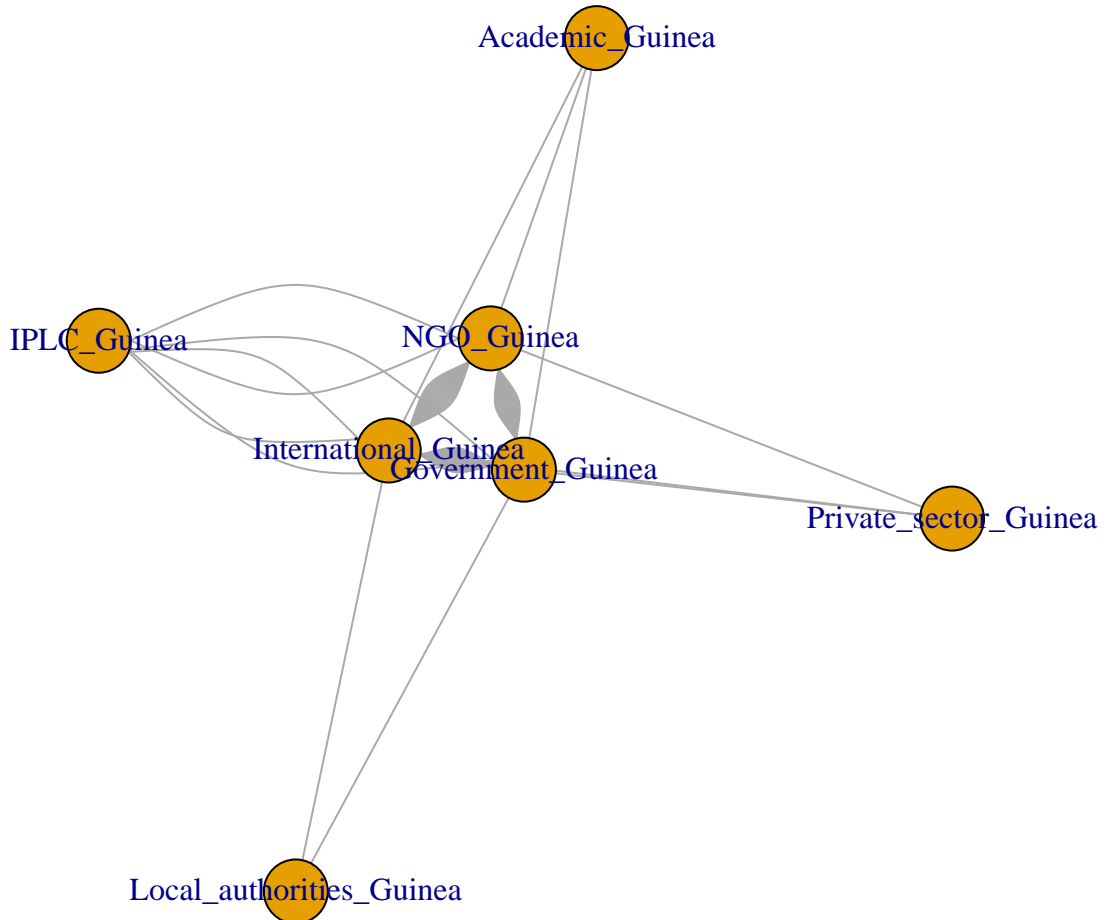 Academic_Guinea
IPLC_Guinea
NGO_Guinea
International_Guinea
Government_Guinea
Private_sector_Guinea
Local_authorities_Guinea